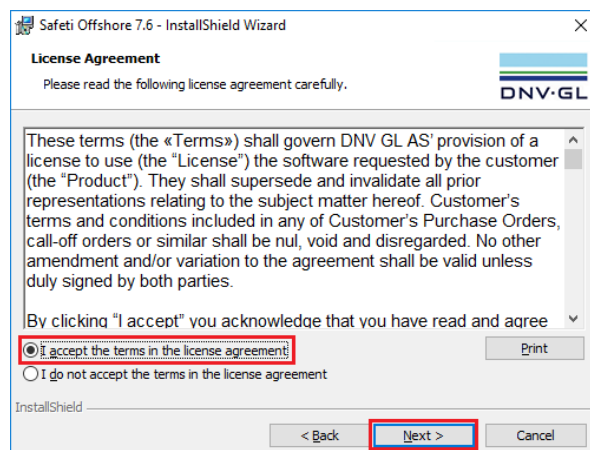 Safeti Offshore 7.6 - InstallShield Wizard
License Agreement
Please read the following license agreement carefully.
DNV·GL
These terms (the «Terms») shall govern DNV GL AS’ provision of a
license to use (the “License”) the software requested by the customer
(the “Product”). They shall supersede and invalidate all prior
representations relating to the subject matter hereof. Customer’s
terms and conditions included in any of Customer’s Purchase Orders,
call-off orders or similar shall be nul, void and disregarded. No other
amendment and/or variation to the agreement shall be valid unless
duly signed by both parties.
By clicking “I accept” you acknowledge that you have read and agree
I accept the terms in the license agreement
Print
I do not accept the terms in the license agreement
InstallShield
< Back
Next >
Cancel